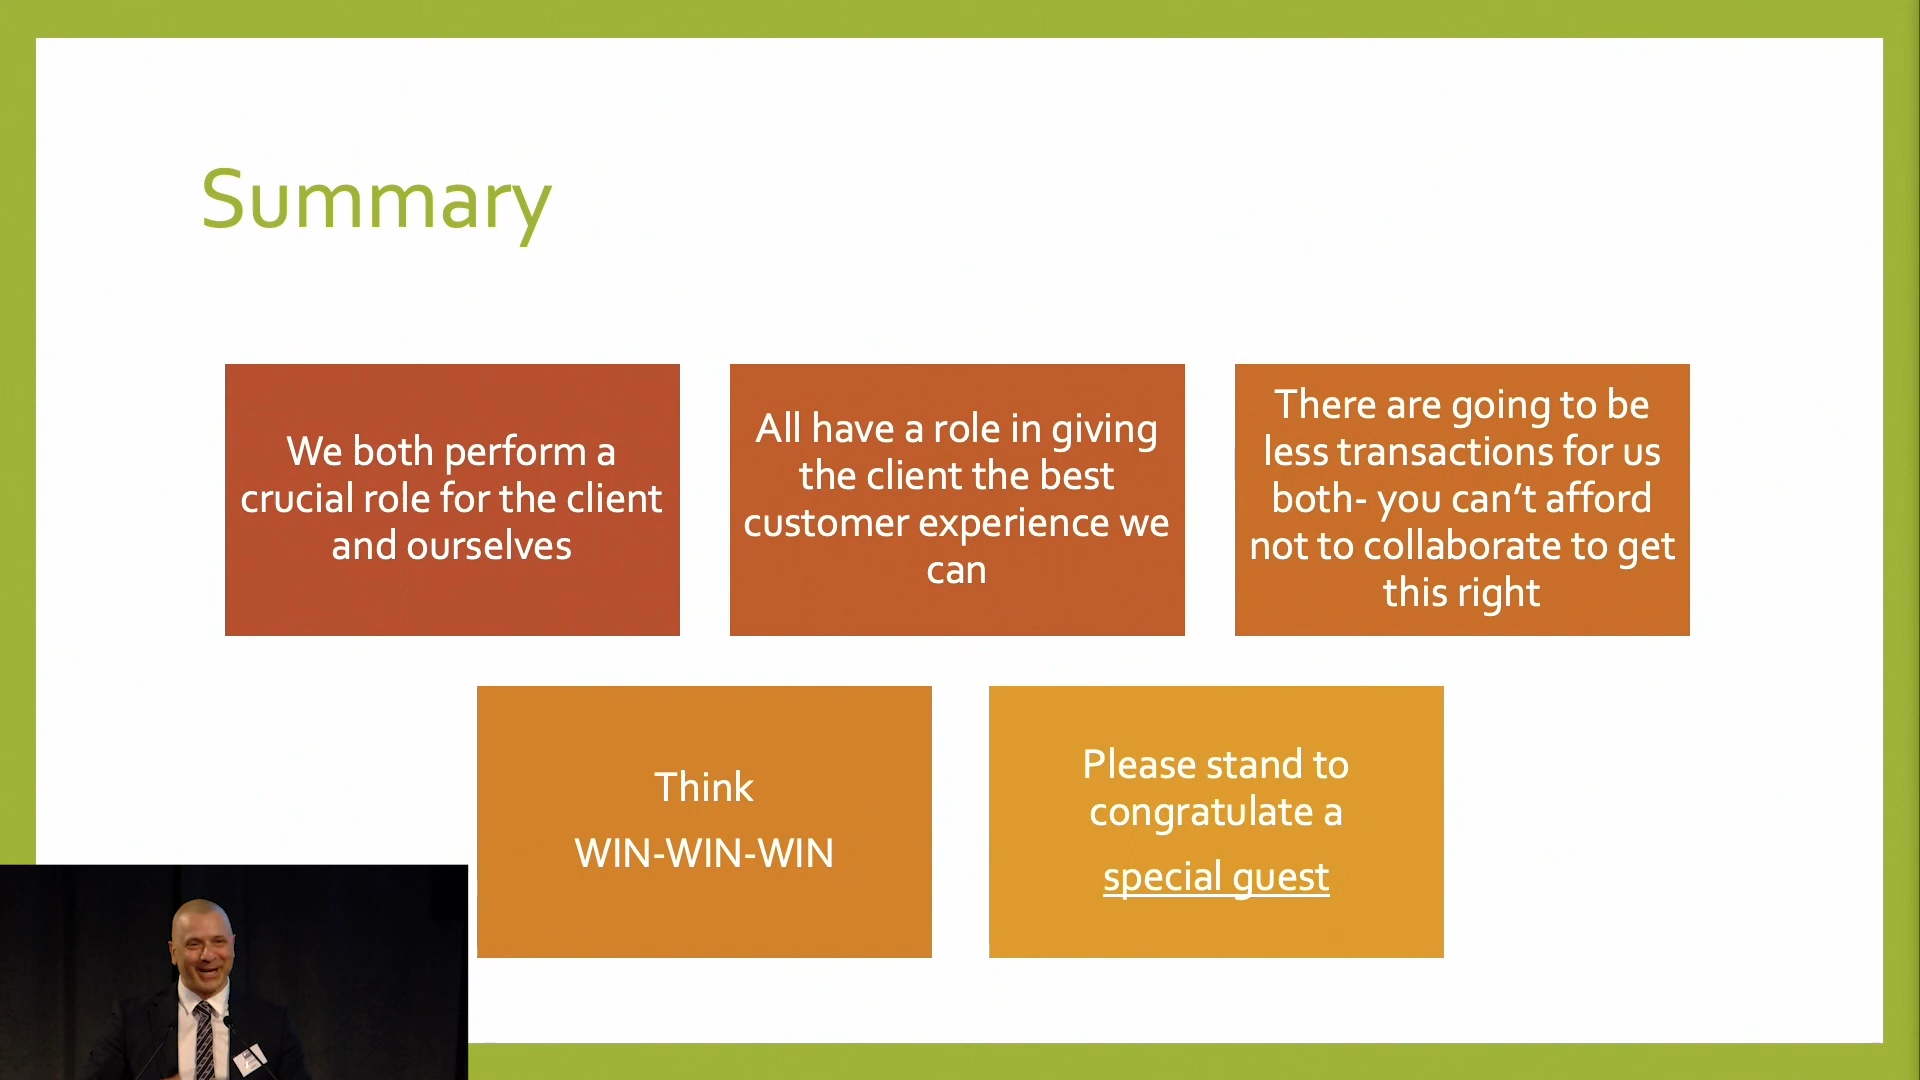 Summary
We both perform a
crucial role for the client
and ourselves
All have a role in giving
the client the best
customer experience we
can
There are going to be
less transactions for us
both- you can’t afford
not to collaborate to get
this right
Think
WIN-WIN-WIN
Please stand to
congratulate a
special guest